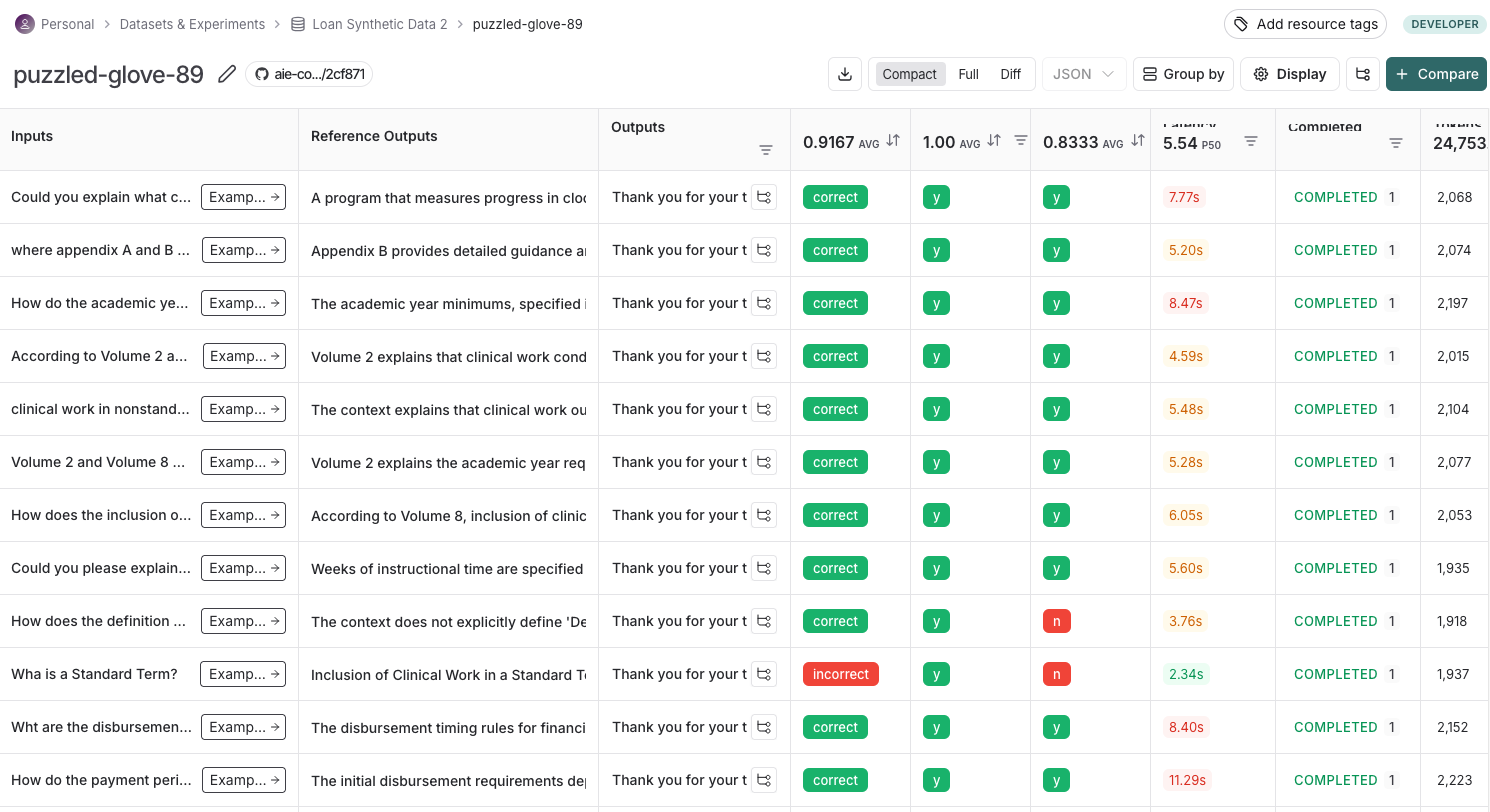 Personal > Datasets & Experiments > Loan Synthetic Data 2 > puzzled-glove-89 Add resource tags DEVELOPER
puzzled-glove-89 aie-co.../2cf871 Compact Full Diff JSON Group by Display + Compare
Inputs Reference Outputs Outputs 0.9167 AVG 1.00 AVG 0.8333 AVG Latency 5.54 P50 Completed Tokens 24,753
Could you explain what c... Examp... → A program that measures progress in cloc Thank you for your t correct y y 7.77s COMPLETED 1 2,068
where appendix A and B ... Examp... → Appendix B provides detailed guidance ar Thank you for your t correct y y 5.20s COMPLETED 1 2,074
How do the academic ye... Examp... → The academic year minimums, specified i Thank you for your t correct y y 8.47s COMPLETED 1 2,197
According to Volume 2 a... Examp... → Volume 2 explains that clinical work cond Thank you for your t correct y y 4.59s COMPLETED 1 2,015
clinical work in nonstand... Examp... → The context explains that clinical work ou Thank you for your t correct y y 5.48s COMPLETED 1 2,104
Volume 2 and Volume 8 ... Examp... → Volume 2 explains the academic year req Thank you for your t correct y y 5.28s COMPLETED 1 2,077
How does the inclusion o... Examp... → According to Volume 8, inclusion of clinic Thank you for your t correct y y 6.05s COMPLETED 1 2,053
Could you please explain... Examp... → Weeks of instructional time are specified Thank you for your t correct y y 5.60s COMPLETED 1 1,935
How does the definition ... Examp... → The context does not explicitly define 'De Thank you for your t correct y n 3.76s COMPLETED 1 1,918
Wha is a Standard Term? Examp... → Inclusion of Clinical Work in a Standard Te Thank you for your t incorrect y n 2.34s COMPLETED 1 1,937
Wht are the disbursemen... Examp... → The disbursement timing rules for financi Thank you for your t correct y y 8.40s COMPLETED 1 2,152
How do the payment peri... Examp... → The initial disbursement requirements de Thank you for your t correct y y 11.29s COMPLETED 1 2,223